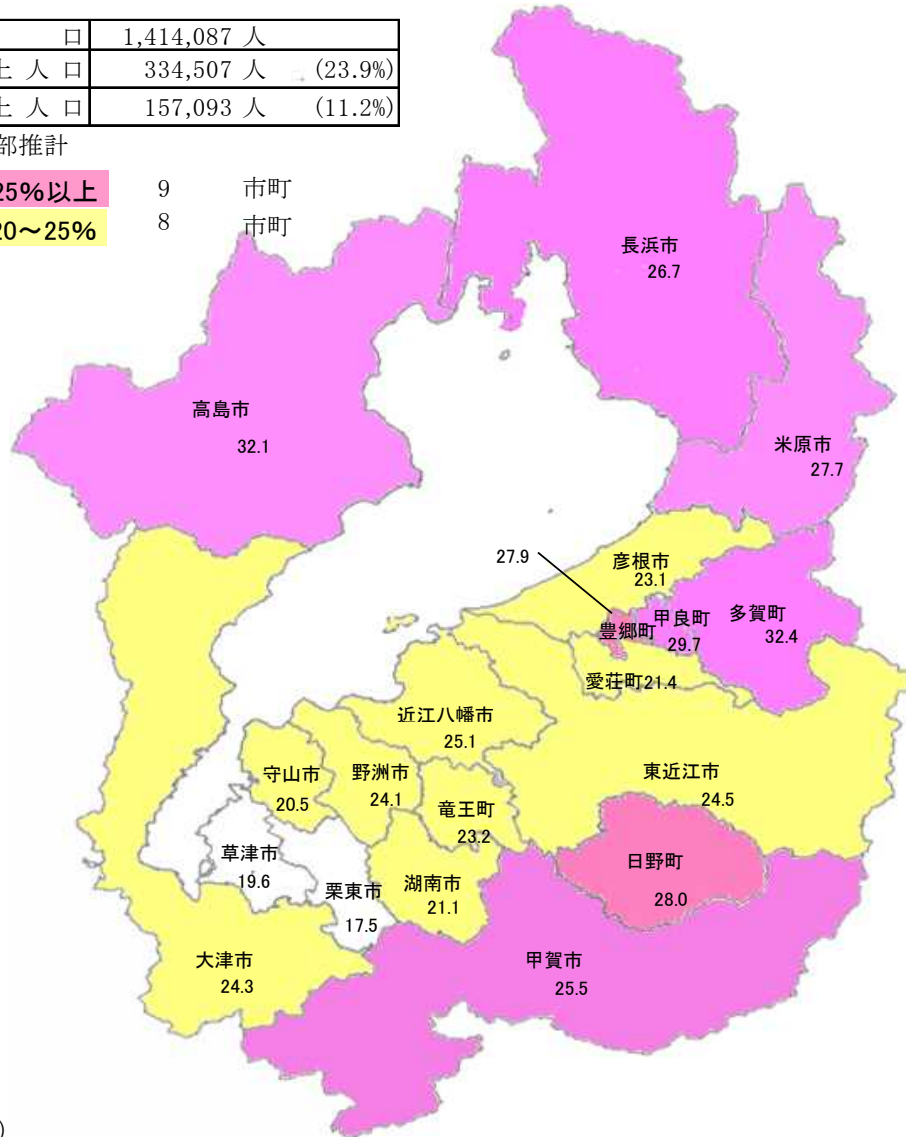 口 1,414,087 人
上 人 口 334,507 人 (23.9%)
上 人 口 157,093 人 (11.2%)
部推計
25%以上 9 市町
20～25% 8 市町
長浜市
26.7
高島市
32.1
米原市
27.7
27.9
彦根市
23.1
豊郷町
甲良町
29.7
多賀町
32.4
愛荘町21.4
近江八幡市
25.1
東近江市
24.5
守山市
20.5
野洲市
24.1
竜王町
23.2
草津市
19.6
栗東市
17.5
湖南市
21.1
日野町
28.0
大津市
24.3
甲賀市
25.5
)